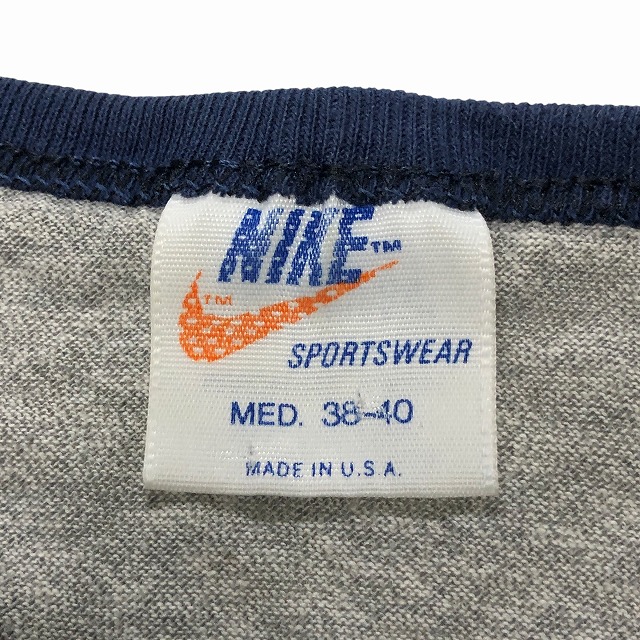 NIKE™
™
SPORTSWEAR
MED. 38-40
MADE IN U.S.A.